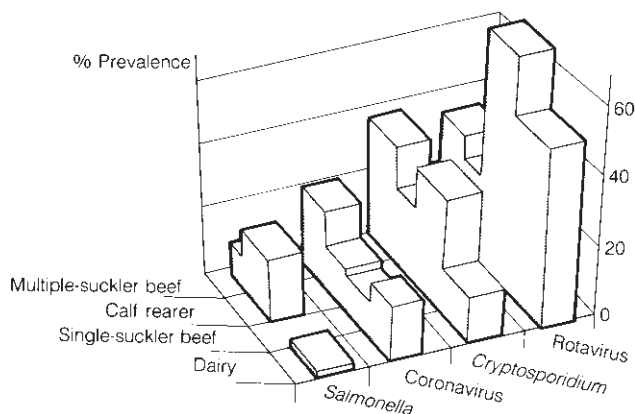 % Prevalence
60
40
20
0
Multiple-suckler beef
Calf rearer
Single-suckler beef
Dairy
Salmonella
Coronavirus
Cryptosporidium
Rotavirus